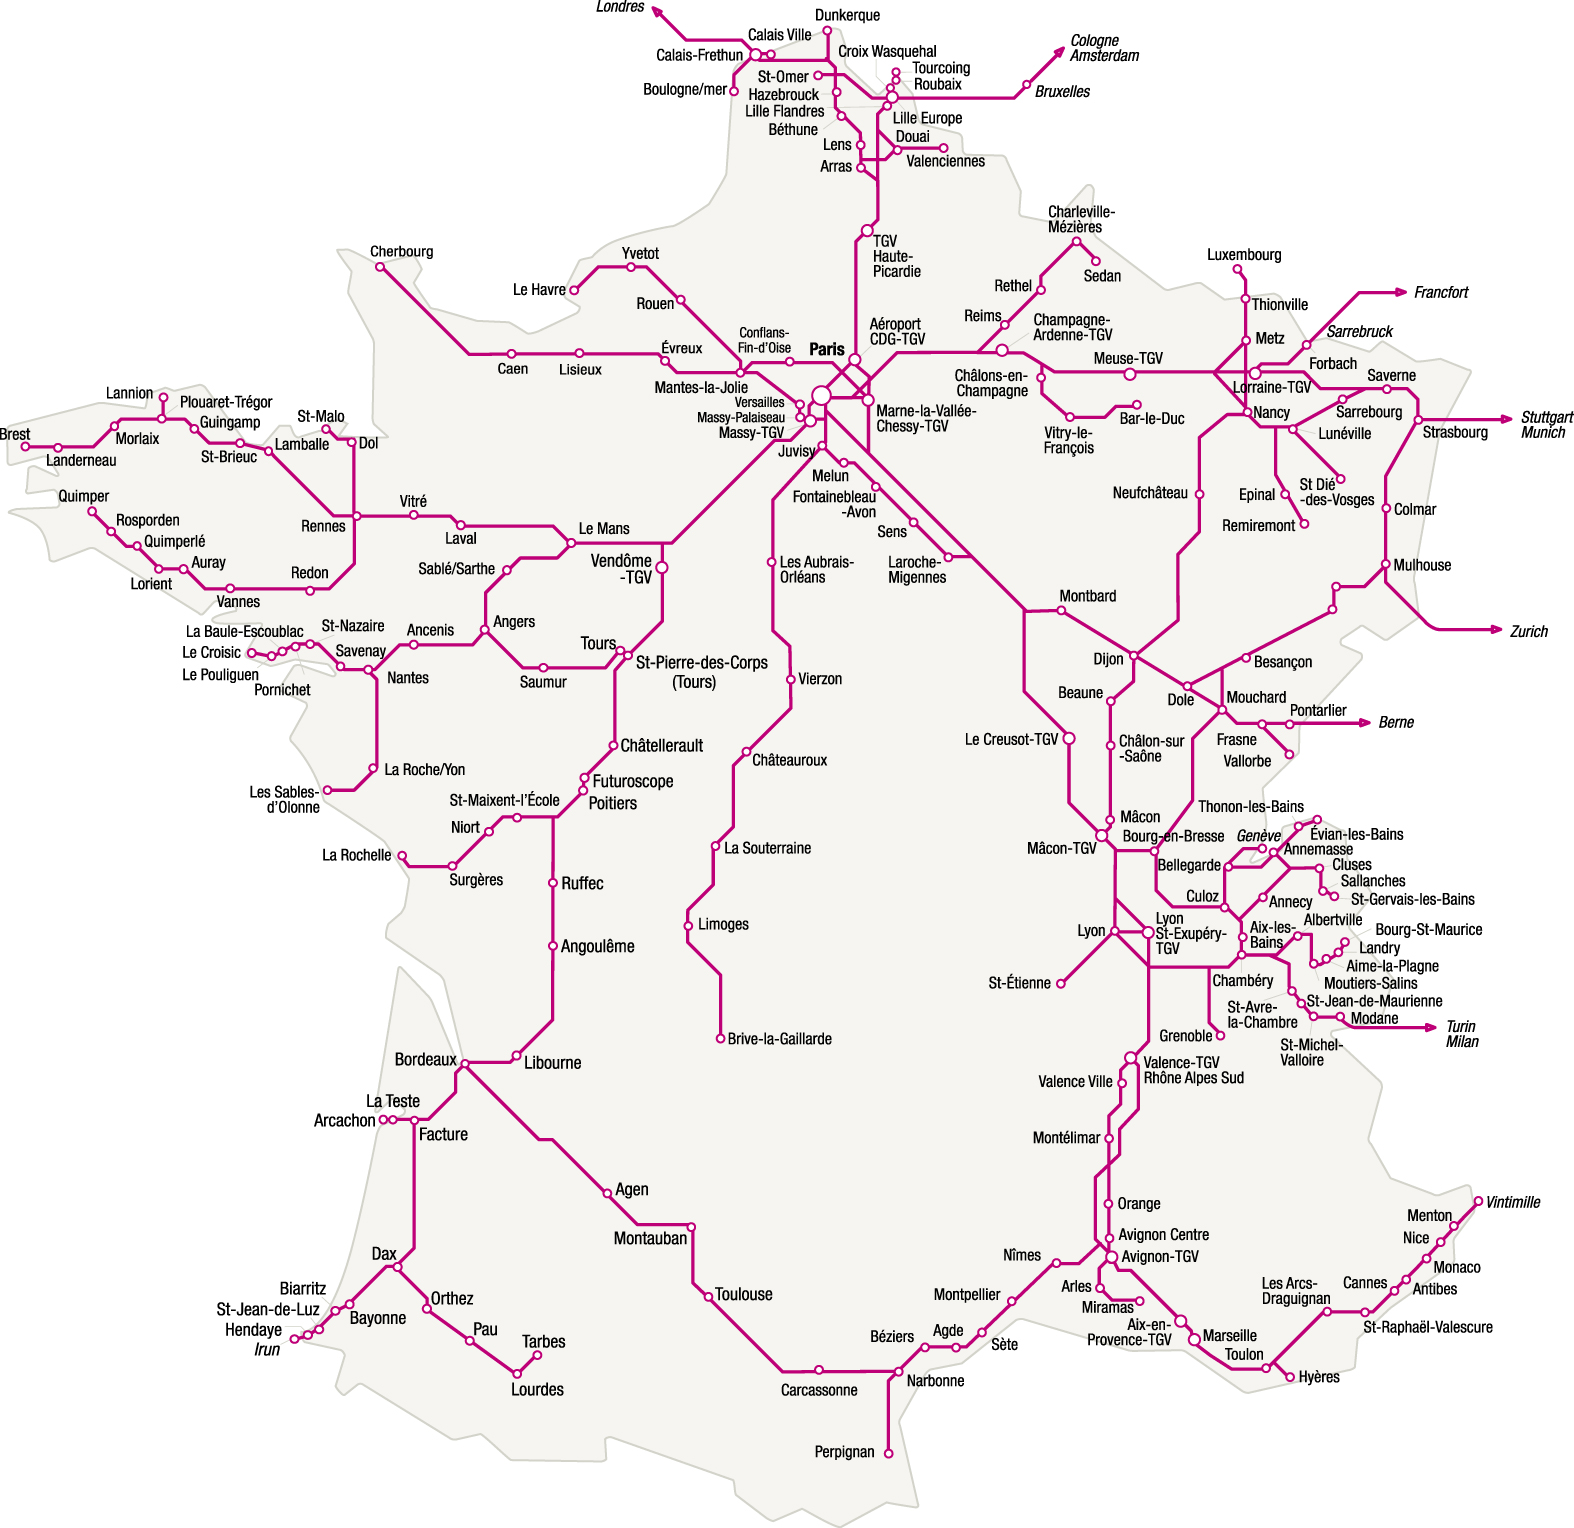 Londres
Dunkerque
Calais Ville
Calais-Frethun
Croix Wasquehal
Cologne
Amsterdam
St-Omer
Tourcoing
Roubaix
Boulogne/mer
Hazebrouck
Bruxelles
Lille Flandres
Lille Europe
Béthune
Douai
Lens
Valenciennes
Arras
Charleville-
Mézières
TGV
Haute-
Picardie
Cherbourg
Yvetot
Luxembourg
Sedan
Le Havre
Rethel
Francfort
Rouen
Thionville
Reims
Champagne-
Ardenne-TGV
Aéroport
CDG-TGV
Conflans-
Fin-d'Oise
Sarrebruck
Metz
Paris
Évreux
Meuse-TGV
Forbach
Caen
Lisieux
Saverne
Châlons-en-
Champagne
Mantes-la-Jolie
Lorraine-TGV
Lannion
Plouaret-Trégor
Versailles
Marne-la-Vallée-
Chessy-TGV
Bar-le-Duc
Nancy
Sarrebourg
Stuttgart
Munich
St-Malo
Guingamp
Massy-Palaiseau
Massy-TGV
Vitry-le-
François
Lunéville
Strasbourg
Brest
Morlaix
Lamballe
Dol
Juvisy
Landerneau
St-Brieuc
Melun
Fontainebleau
-Avon
Neufchâteau
Epinal
St Dié
-des-Vosges
Quimper
Vitré
Colmar
Rosporden
Rennes
Laval
Le Mans
Sens
Remiremont
Quimperlé
Auray
Sablé/Sarthe
Vendôme
-TGV
Les Aubrais-
Orléans
Laroche-
Migennes
Mulhouse
Lorient
Redon
Vannes
Montbard
La Baule-Escoublac
St-Nazaire
Ancenis
Angers
Zurich
Le Croisic
Savenay
Tours
Dijon
Besançon
Le Pouliguen
Nantes
Saumur
St-Pierre-des-Corps
(Tours)
Vierzon
Pornichet
Beaune
Dole
Mouchard
Pontarlier
Berne
Châtellerault
Le Creusot-TGV
Châlon-sur
-Saône
Frasne
Vallorbe
Châteauroux
La Roche/Yon
Futuroscope
Les Sables-
d'Olonne
St-Maixent-l'École
Poitiers
Thonon-les-Bains
Niort
Mâcon
Bourg-en-Bresse
Genève
Évian-les-Bains
La Rochelle
La Souterraine
Mâcon-TGV
Annemasse
Bellegarde
Cluses
Surgères
Ruffec
Sallanches
Culoz
Annecy
St-Gervais-les-Bains
Limoges
Lyon
Lyon
St-Exupéry-
TGV
Aix-les-
Bains
Albertville
Bourg-St-Maurice
Angoulême
Landry
Aime-la-Plagne
St-Étienne
Chambéry
Moutiers-Salins
St-Avre-
la-Chambre
St-Jean-de-Maurienne
Modane
Brive-la-Gaillarde
Grenoble
Turin
Milan
St-Michel-
Valloire
Bordeaux
Libourne
Valence-TGV
Rhône Alpes Sud
Valence Ville
La Teste
Arcachon
Facture
Montélimar
Agen
Orange
Vintimille
Menton
Montauban
Avignon Centre
Nice
Dax
Nîmes
Avignon-TGV
Monaco
Biarritz
Orthez
Toulouse
Montpellier
Arles
Les Arcs-
Draguignan
Cannes
Antibes
St-Jean-de-Luz
Bayonne
Miramas
Hendaye
Pau
Béziers
Agde
Aix-en-
Provence-TGV
St-Raphaël-Valescure
Irun
Tarbes
Sète
Marseille
Toulon
Lourdes
Carcassonne
Narbonne
Hyères
Perpignan